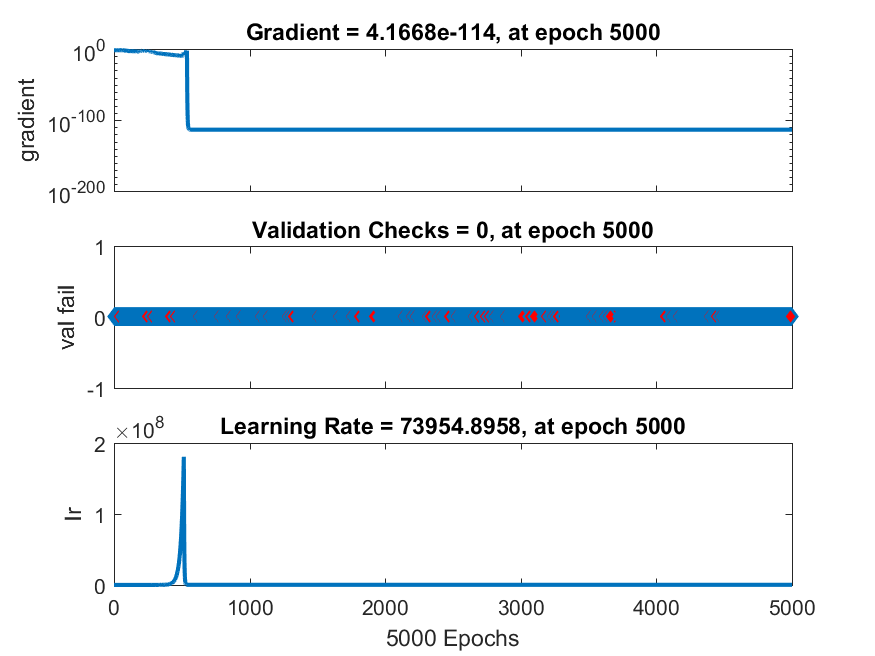 Gradient = 4.1668e-114, at epoch 5000
10^0
10^-100
10^-200
gradient
Validation Checks = 0, at epoch 5000
1
0
-1
val fail
Learning Rate = 73954.8958, at epoch 5000
×10^8
2
1
0
lr
0 1000 2000 3000 4000 5000
5000 Epochs